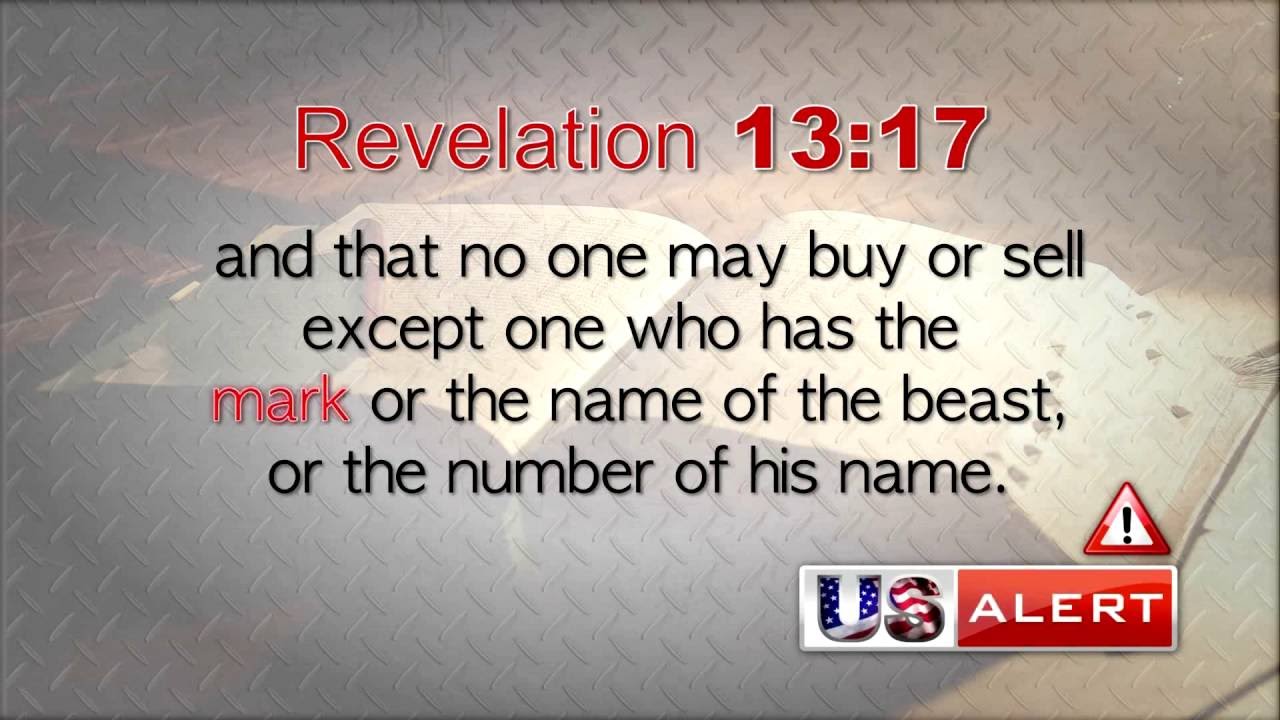 Revelation 13:17
and that no one may buy or sell
except one who has the
mark or the name of the beast,
or the number of his name.
!
US ALERT